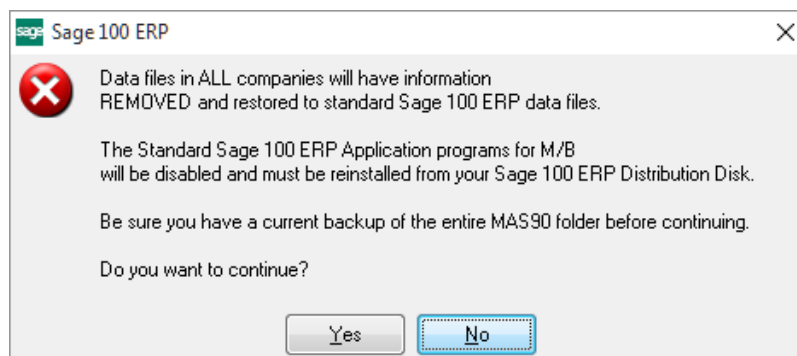 sage Sage 100 ERP
Data files in ALL companies will have information
REMOVED and restored to standard Sage 100 ERP data files.
The Standard Sage 100 ERP Application programs for M/B
will be disabled and must be reinstalled from your Sage 100 ERP Distribution Disk.
Be sure you have a current backup of the entire MAS90 folder before continuing.
Do you want to continue?
Yes No